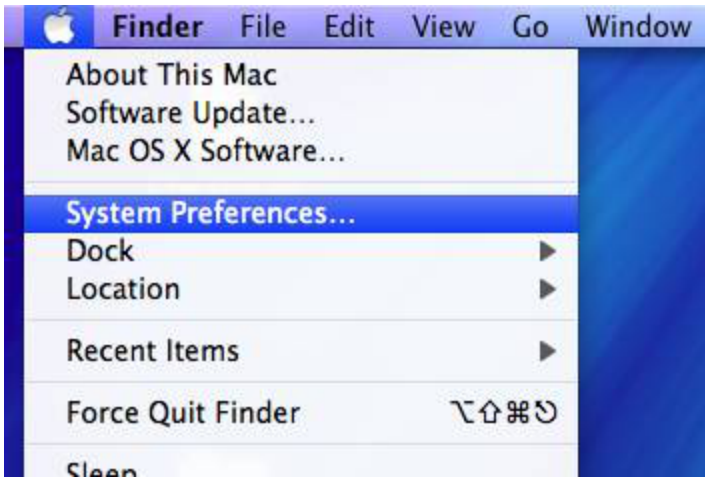 Finder File Edit View Go Window
About This Mac
Software Update...
Mac OS X Software...
System Preferences...
Dock ▶
Location ▶
Recent Items ▶
Force Quit Finder ⌥⇧⌘⎋
Sleep